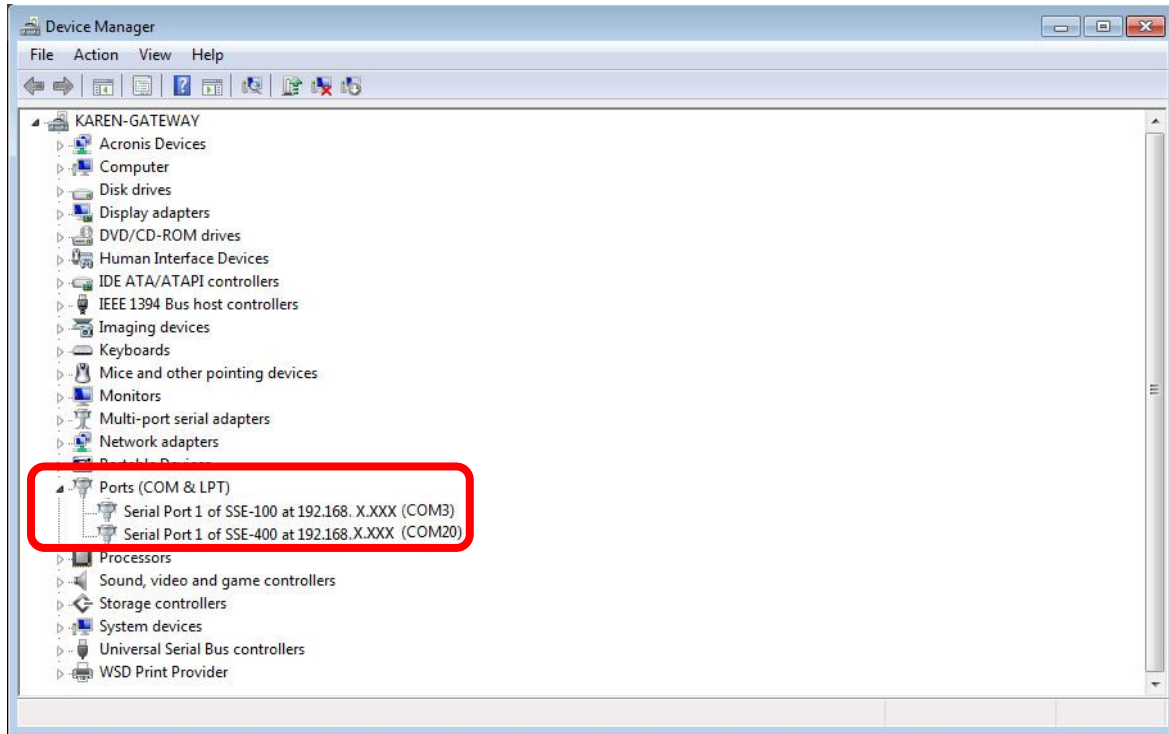 Device Manager
File Action View Help
KAREN-GATEWAY
Acronis Devices
Computer
Disk drives
Display adapters
DVD/CD-ROM drives
Human Interface Devices
IDE ATA/ATAPI controllers
IEEE 1394 Bus host controllers
Imaging devices
Keyboards
Mice and other pointing devices
Monitors
Multi-port serial adapters
Network adapters
Portable Devices
Ports (COM & LPT)
Serial Port 1 of SSE-100 at 192.168. X.XXX (COM3)
Serial Port 1 of SSE-400 at 192.168.X.XXX (COM20)
Processors
Sound, video and game controllers
Storage controllers
System devices
Universal Serial Bus controllers
WSD Print Provider